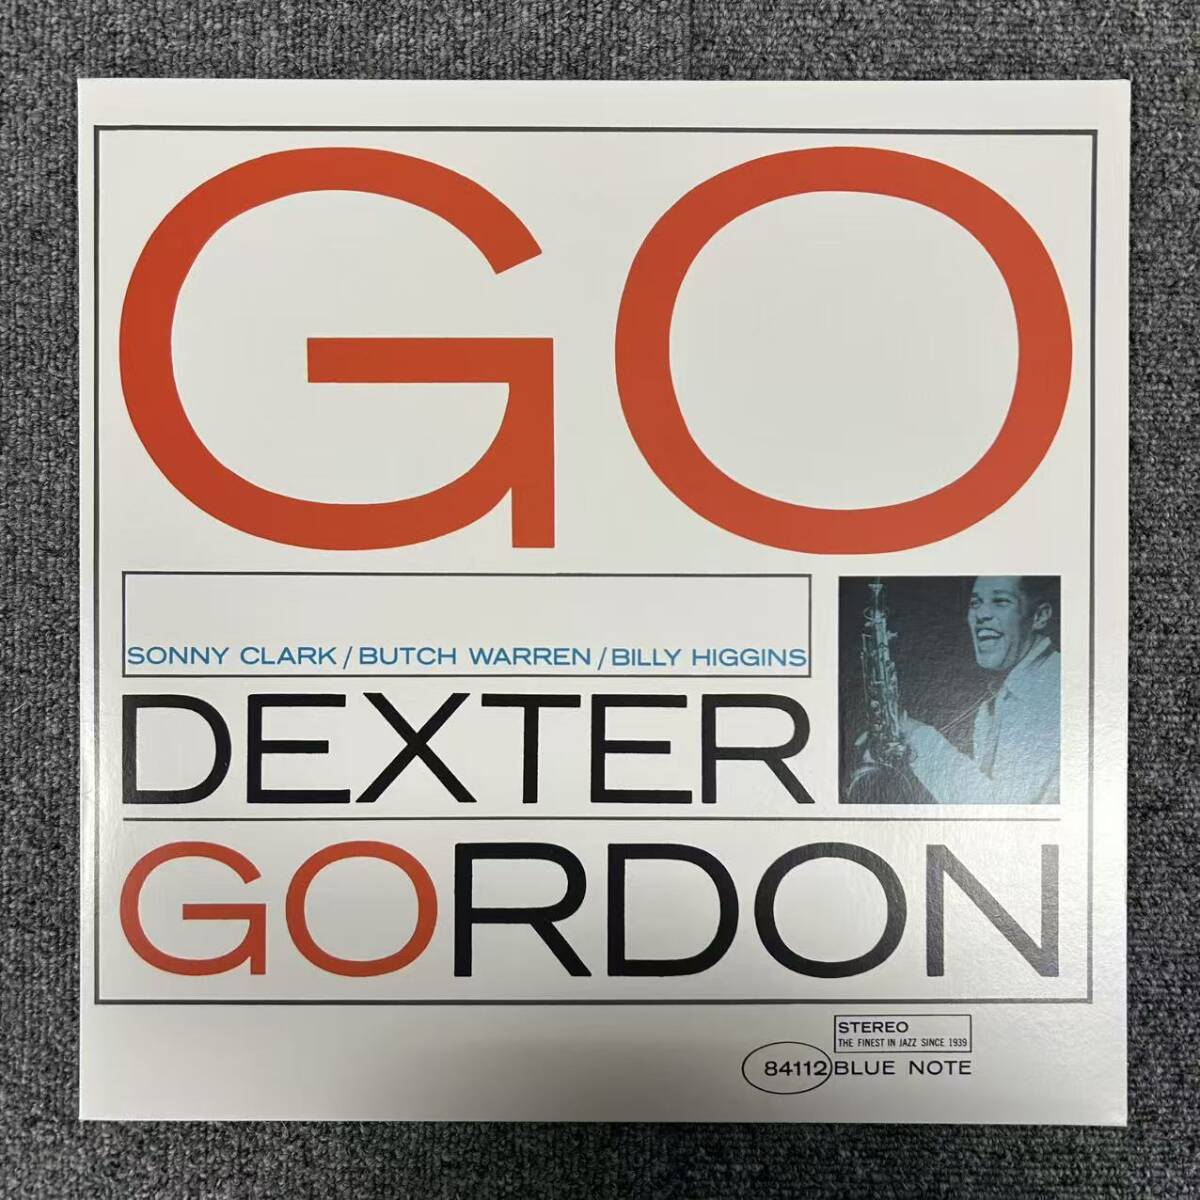 GO
SONNY CLARK/BUTCH WARREN/BILLY HIGGINS
DEXTER
GORDON
STEREO
THE FINEST IN JAZZ SINCE 1939
84112 BLUE NOTE